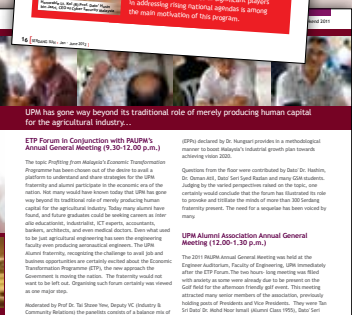 in addressing rising national agendas is among
the main motivation of this program.
16
UPM has gone way beyond its traditional role of merely producing human capital
for the agricultural industry...
ETP Forum in Conjunction with PAUPM's
Annual General Meeting (9.30-12.00 p.m.)
The topic Profiting from Malaysia's Economic Transformation
Programme has been chosen out of the desire to avail a
platform to understand and share strategies for the UPM
fraternity and alumni participate in the economic era of the
nation. Not many would have known today that UPM has gone
way beyond its traditional role of merely producing human
capital for the agricultural industry. Today many alumni have
found, and future graduates could be seeking careers as inter
alia educationist, industrialist, ICT experts, accountants,
bankers, architects, and even medical doctors. Even what used
to be just agricultural engineering has seen the engineering
faculty even producing aeronautical engineers. The UPM
Alumni fraternity, recognizing the challenge to avail job and
business opportunities are certainly excited about the Economic
Transformation Programme (ETP), the new approach the
Government is moving the nation. The fraternity would not
want to be left out. Organising such forum certainly was viewed
as one major step.
Moderated by Prof Dr. Tai Shzee Yew, Deputy VC (Industry &
Community Relations) the panelists consists of a balance mix of
(EPPs) declared by Dr. Hungari provides in a methodological
manner to boost Malaysia's industrial growth plan towards
achieving vision 2020.
Questions from the floor were contributed by Dato' Dr. Hashim,
Dr. Osman Atil, Dato' Seri Syed Razlan and many GSM students.
Judging by the varied perspectives raised on the topic, one
certainly would conclude that the forum has illustrated its role
to provoke and titillate the minds of more than 300 Serdang
fraternity present. The need for a sequelae has been voiced by
many.
UPM Alumni Association Annual General
Meeting (12.00-1.30 p.m.)
The 2011 PAUPM Annual General Meeting was held at the
Engineer Auditorium, Faculty of Engineering, UPM immediately
after the ETP Forum. The two hours- long meeting was filled
with anxiety as some were already due to be present on the
Golf field for the afternoon friendly golf event. This meeting
attracted many senior members of the association, previously
holding posts of Presidents and Vice Presidents. They were Tan
Sri Dato' Dr. Mohd Noor Ismail (Alumni Class 1955), Dato' Seri